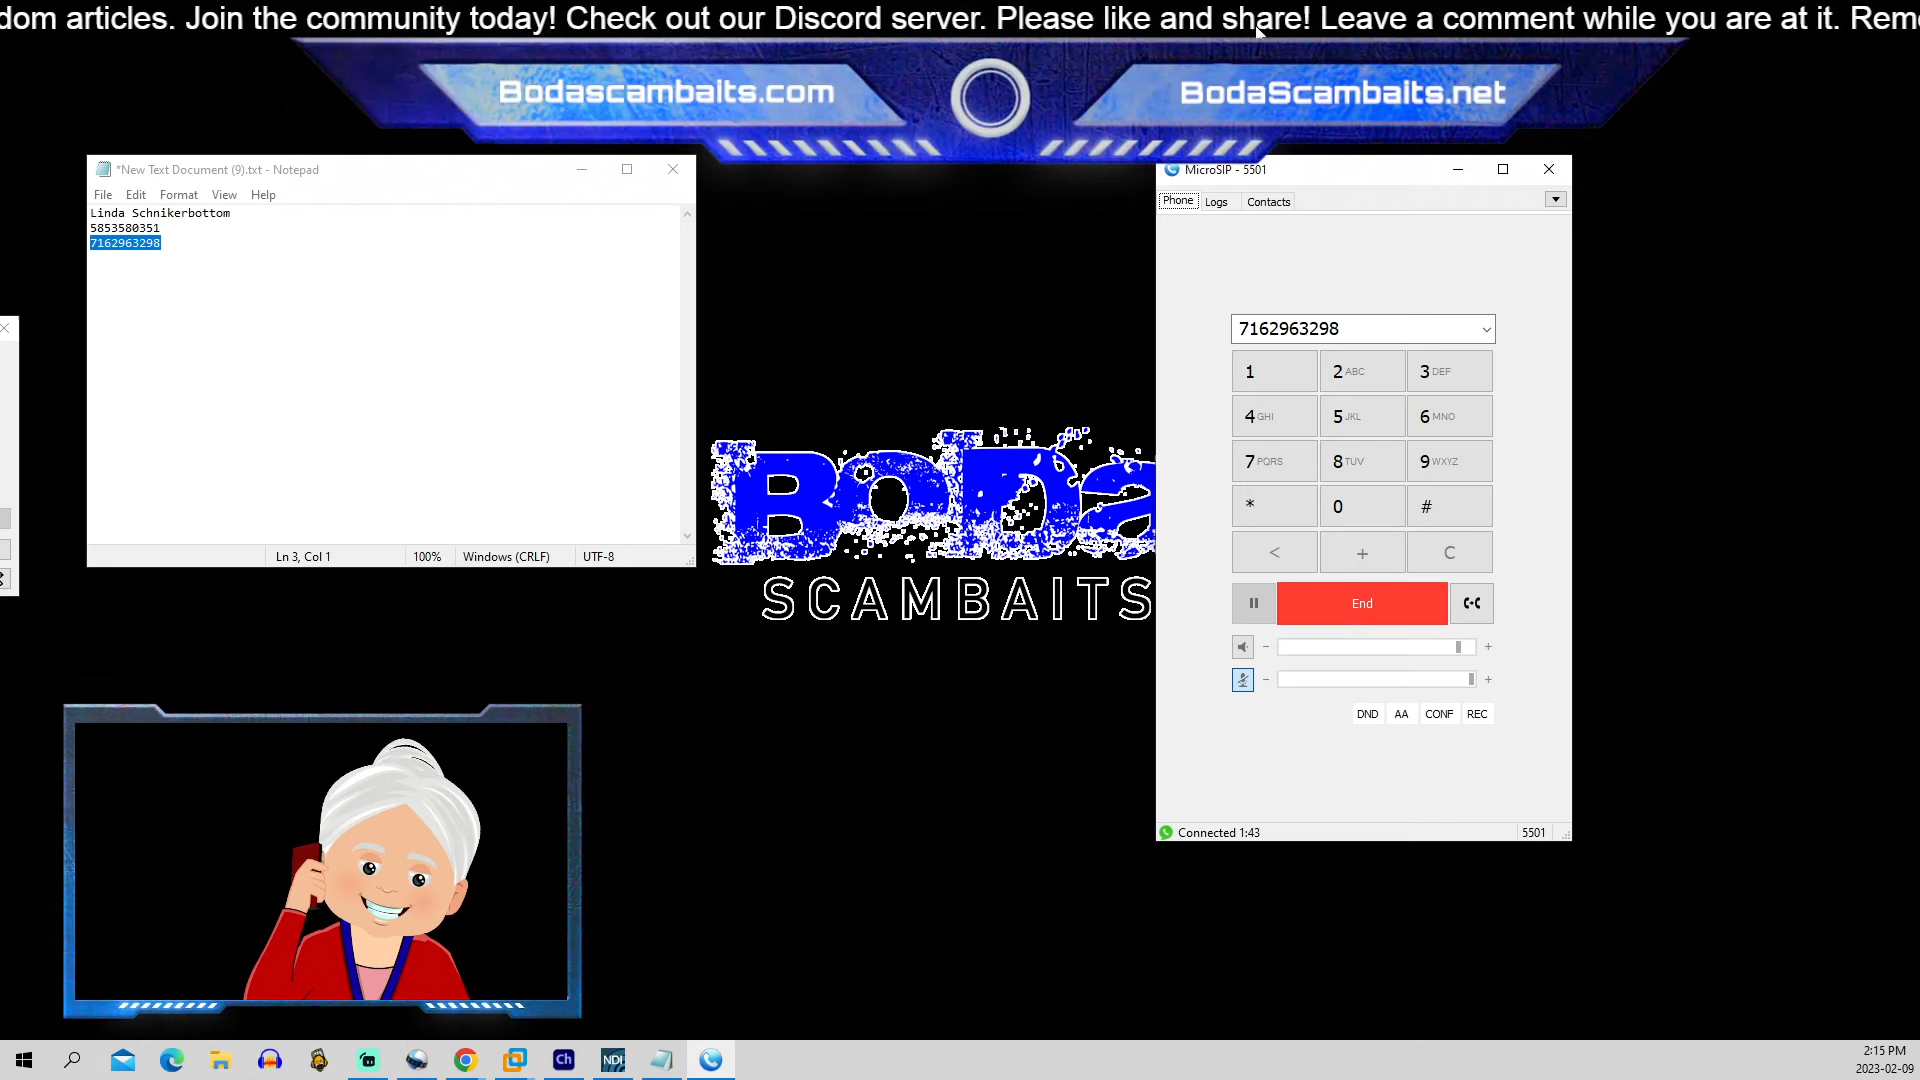 dom articles. Join the community today! Check out our Discord server. Please like and share! Leave a comment while you are at it. Rem
Bodascambaits.com
BodaScambaits.net
*New Text Document (9).txt - Notepad
File Edit Format View Help
Linda Schnikerbottom
5853580351
7162963298
Ln 3, Col 1 100% Windows (CRLF) UTF-8
BoDa
SCAMBAITS
MicroSIP - 5501
Phone Logs Contacts
7162963298
1 2 ABC 3 DEF
4 GHI 5 JKL 6 MNO
7 PQRS 8 TUV 9 WXYZ
* 0 #
< + C
End
- +
- +
DND AA CONF REC
Connected 1:43 5501
Ch NDI
2:15 PM
2023-02-09